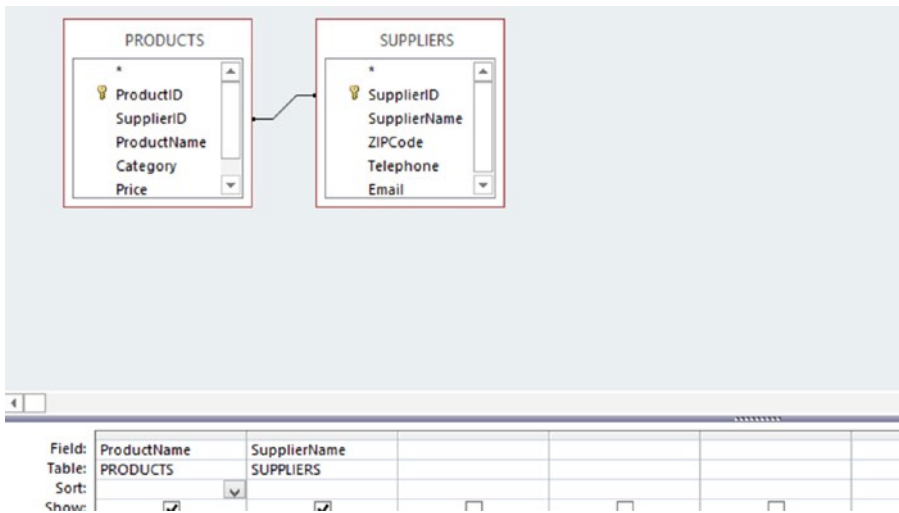 PRODUCTS
*
ProductID
SupplierID
ProductName
Category
Price
SUPPLIERS
*
SupplierID
SupplierName
ZIPCode
Telephone
Email
Field: ProductName SupplierName
Table: PRODUCTS SUPPLIERS
Sort:
Show: